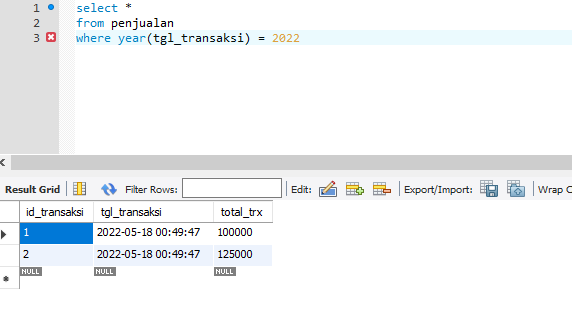 1 select *
2 from penjualan
3 where year(tgl_transaksi) = 2022
Result Grid Filter Rows: Edit: Export/Import: Wrap C
id_transaksi tgl_transaksi total_trx
1 2022-05-18 00:49:47 100000
2 2022-05-18 00:49:47 125000
NULL NULL NULL